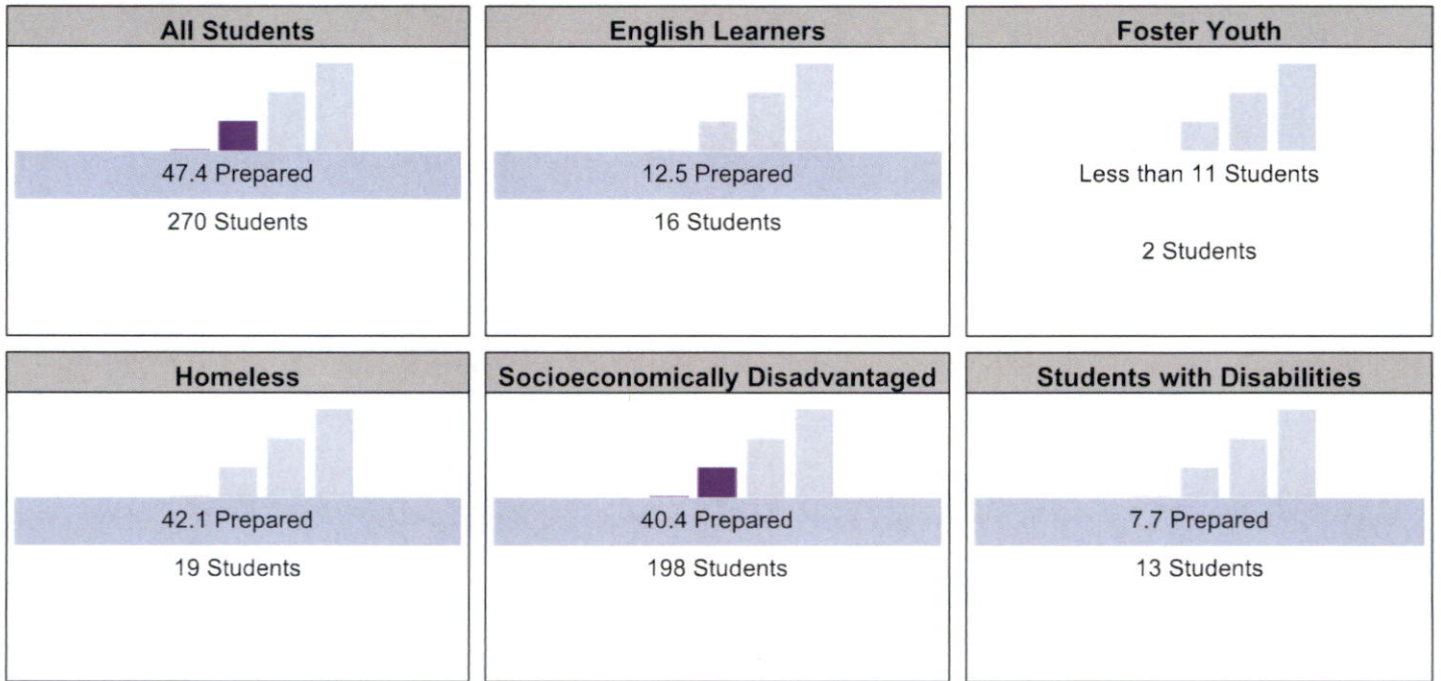 All Students
47.4 Prepared
270 Students
English Learners
12.5 Prepared
16 Students
Foster Youth
Less than 11 Students
2 Students
Homeless
42.1 Prepared
19 Students
Socioeconomically Disadvantaged
40.4 Prepared
198 Students
Students with Disabilities
7.7 Prepared
13 Students